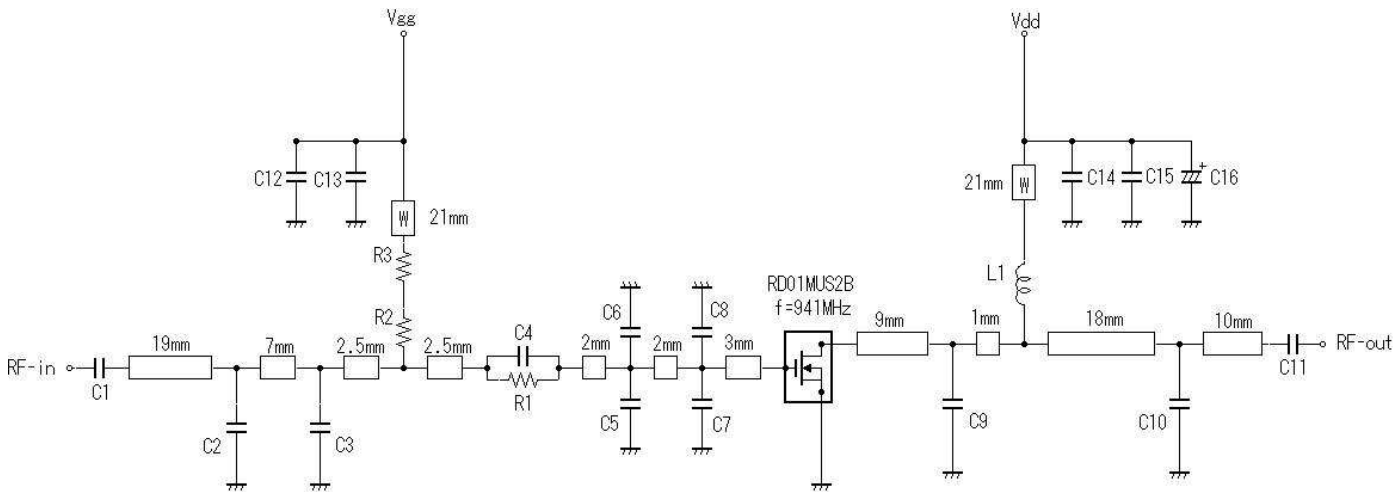 Vgg
Vdd
C12
C13
W
21mm
21mm
W
C14
C15
+
C16
R3
L1
RD01MUS2B
f=941MHz
C6
C8
R2
C4
19mm
7mm
2.5mm
2.5mm
2mm
2mm
3mm
9mm
1mm
18mm
10mm
RF-in
RF-out
C1
R1
C11
C5
C7
C9
C10
C2
C3